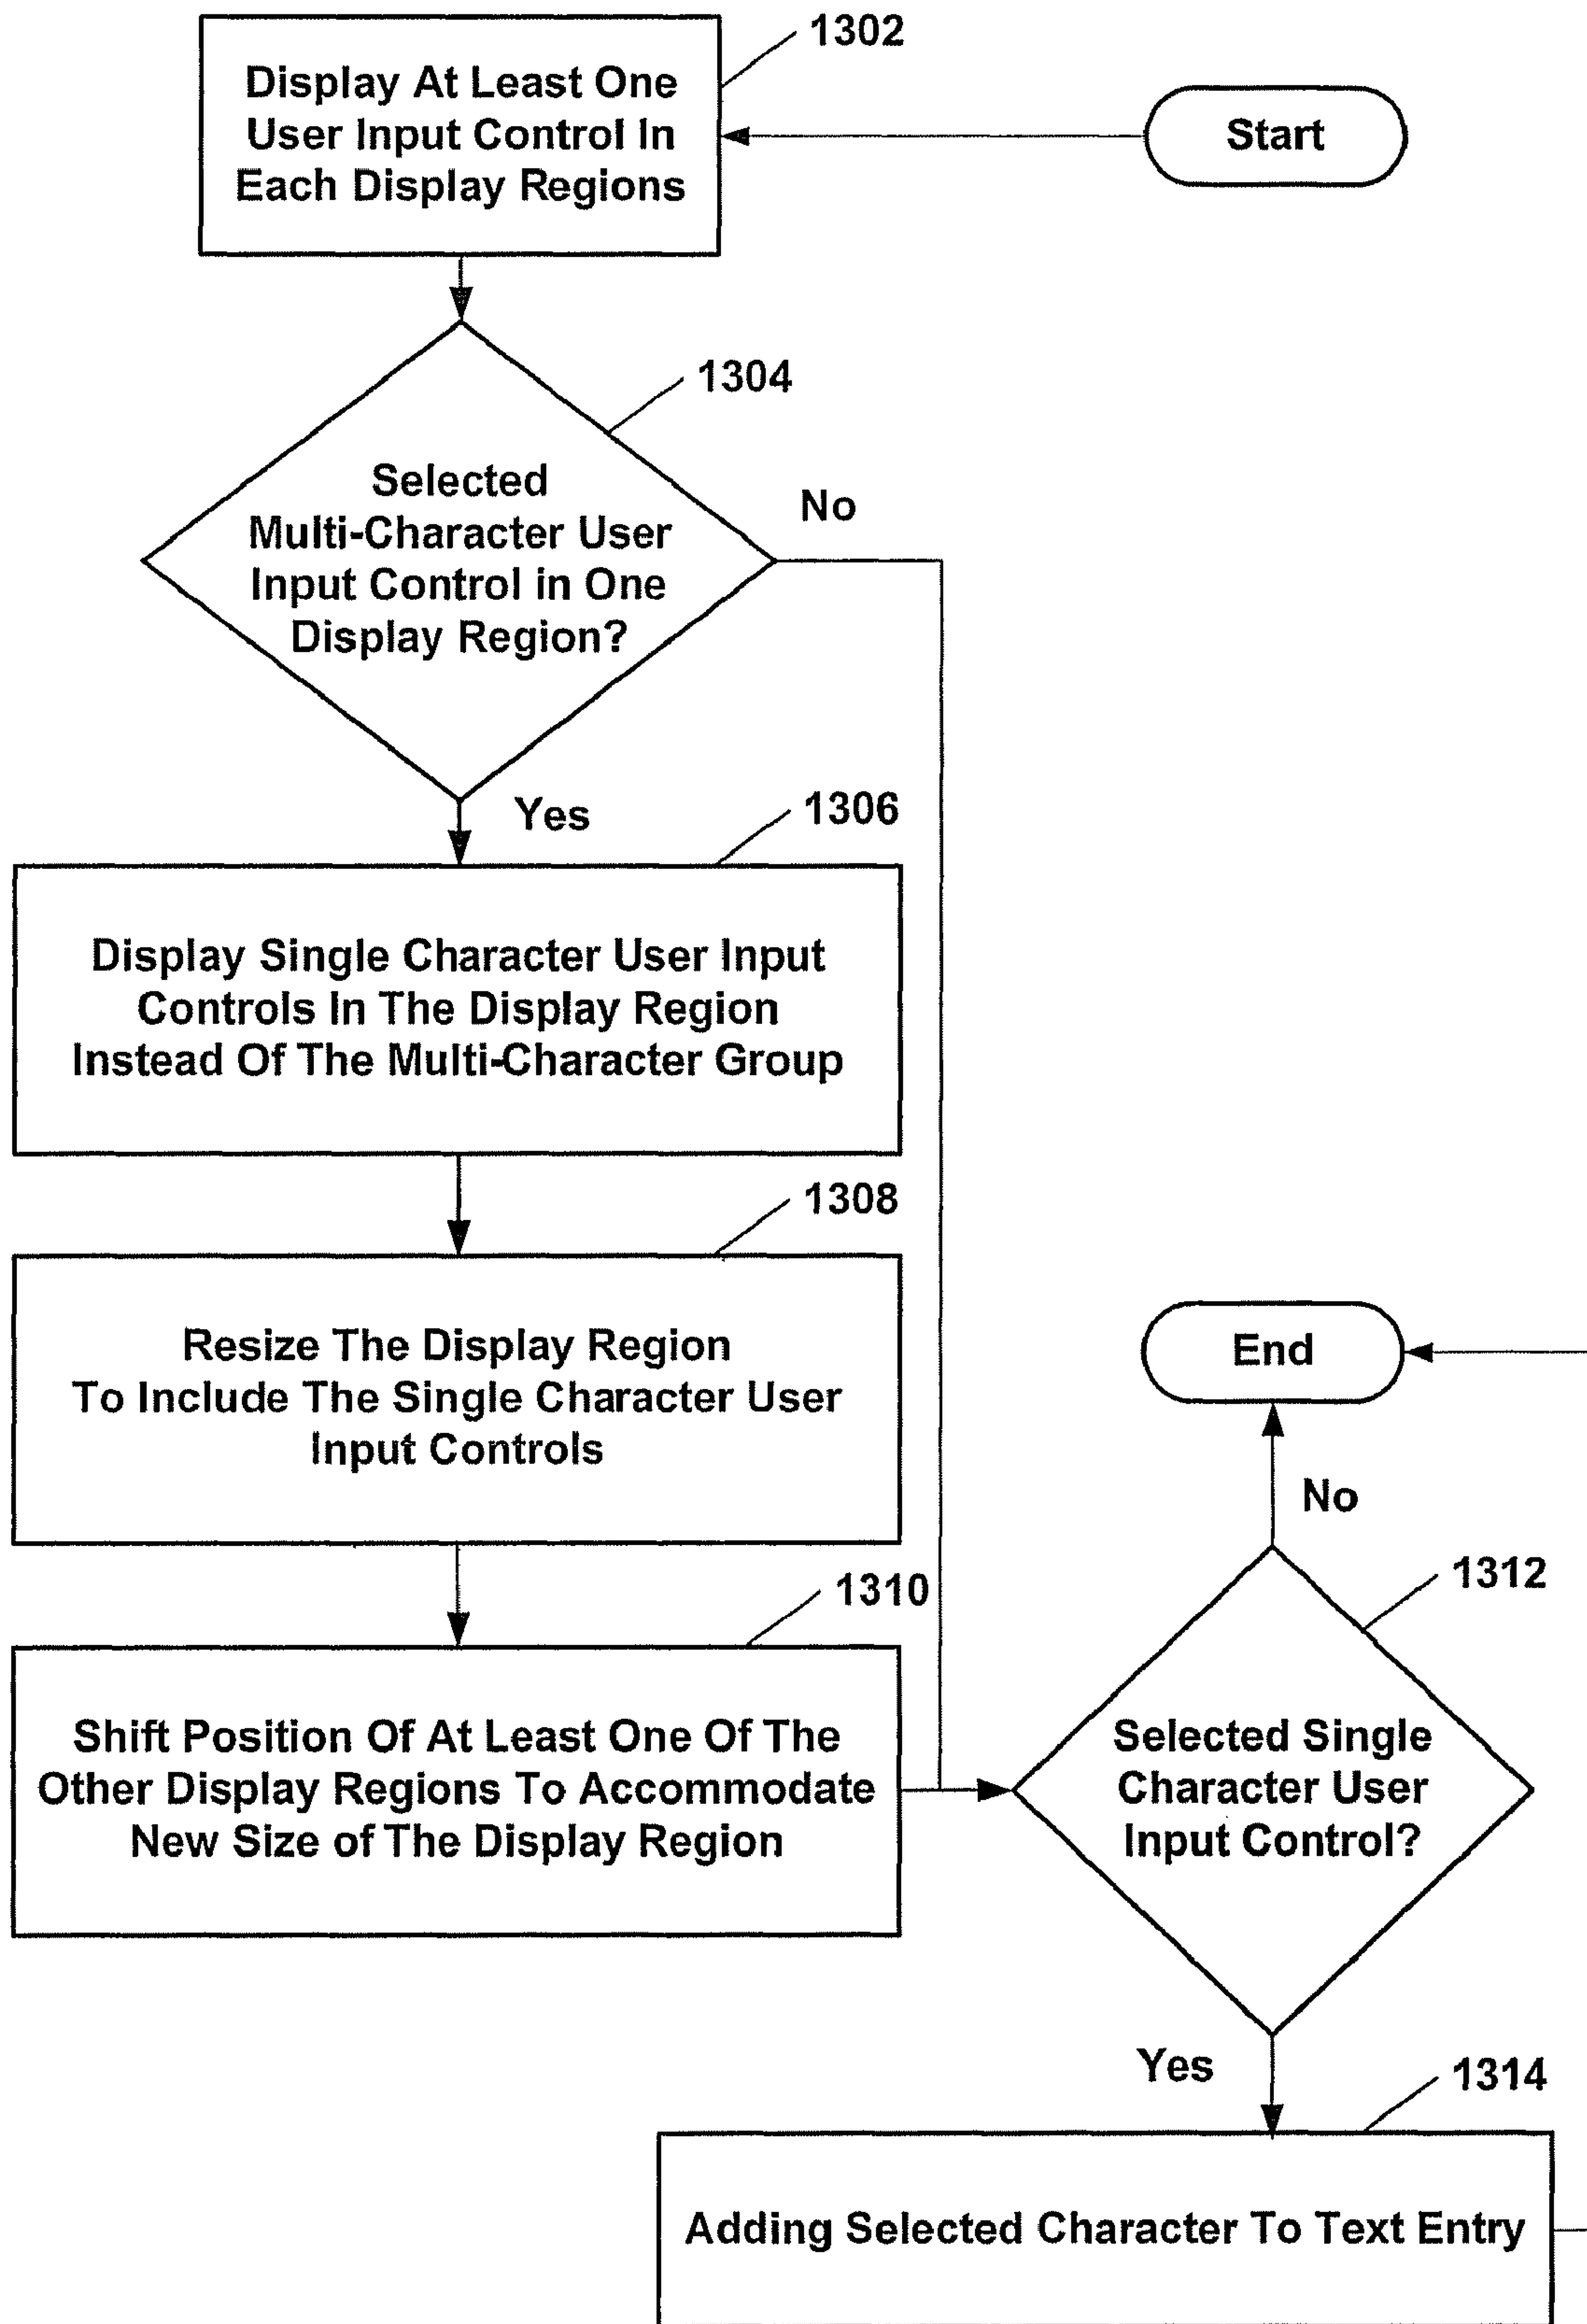 1302
Display At Least One
User Input Control In
Each Display Regions
Start
1304
Selected
Multi-Character User
Input Control in One
Display Region?
No
Yes
1306
Display Single Character User Input
Controls In The Display Region
Instead Of The Multi-Character Group
1308
Resize The Display Region
To Include The Single Character User
Input Controls
1310
Shift Position Of At Least One Of The
Other Display Regions To Accommodate
New Size of The Display Region
End
No
1312
Selected Single
Character User
Input Control?
Yes
1314
Adding Selected Character To Text Entry